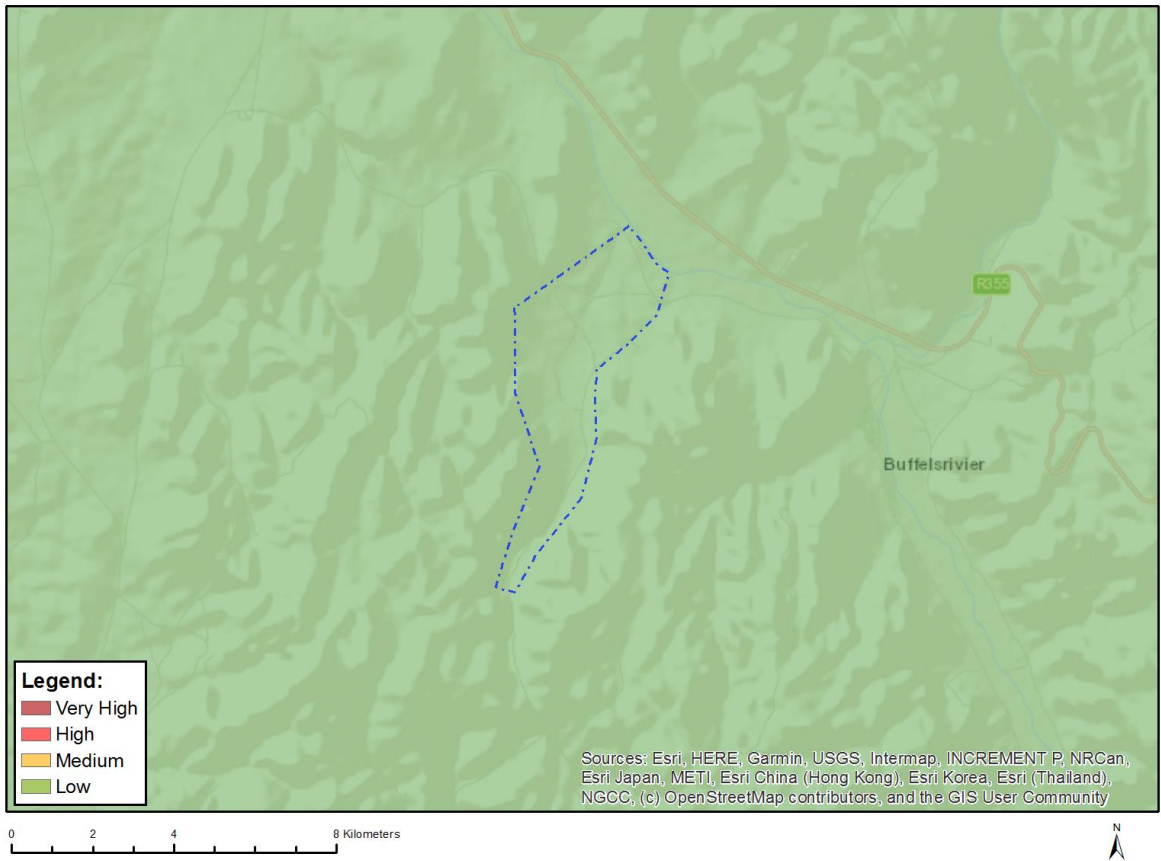 R355
Buffelsrivier
Legend:
Very High
High
Medium
Low
Sources: Esri, HERE, Garmin, USGS, Intermap, INCREMENT P, NRCan,
Esri Japan, METI, Esri China (Hong Kong), Esri Korea, Esri (Thailand),
NGCC, (c) OpenStreetMap contributors, and the GIS User Community
0 2 4 8 Kilometers
N